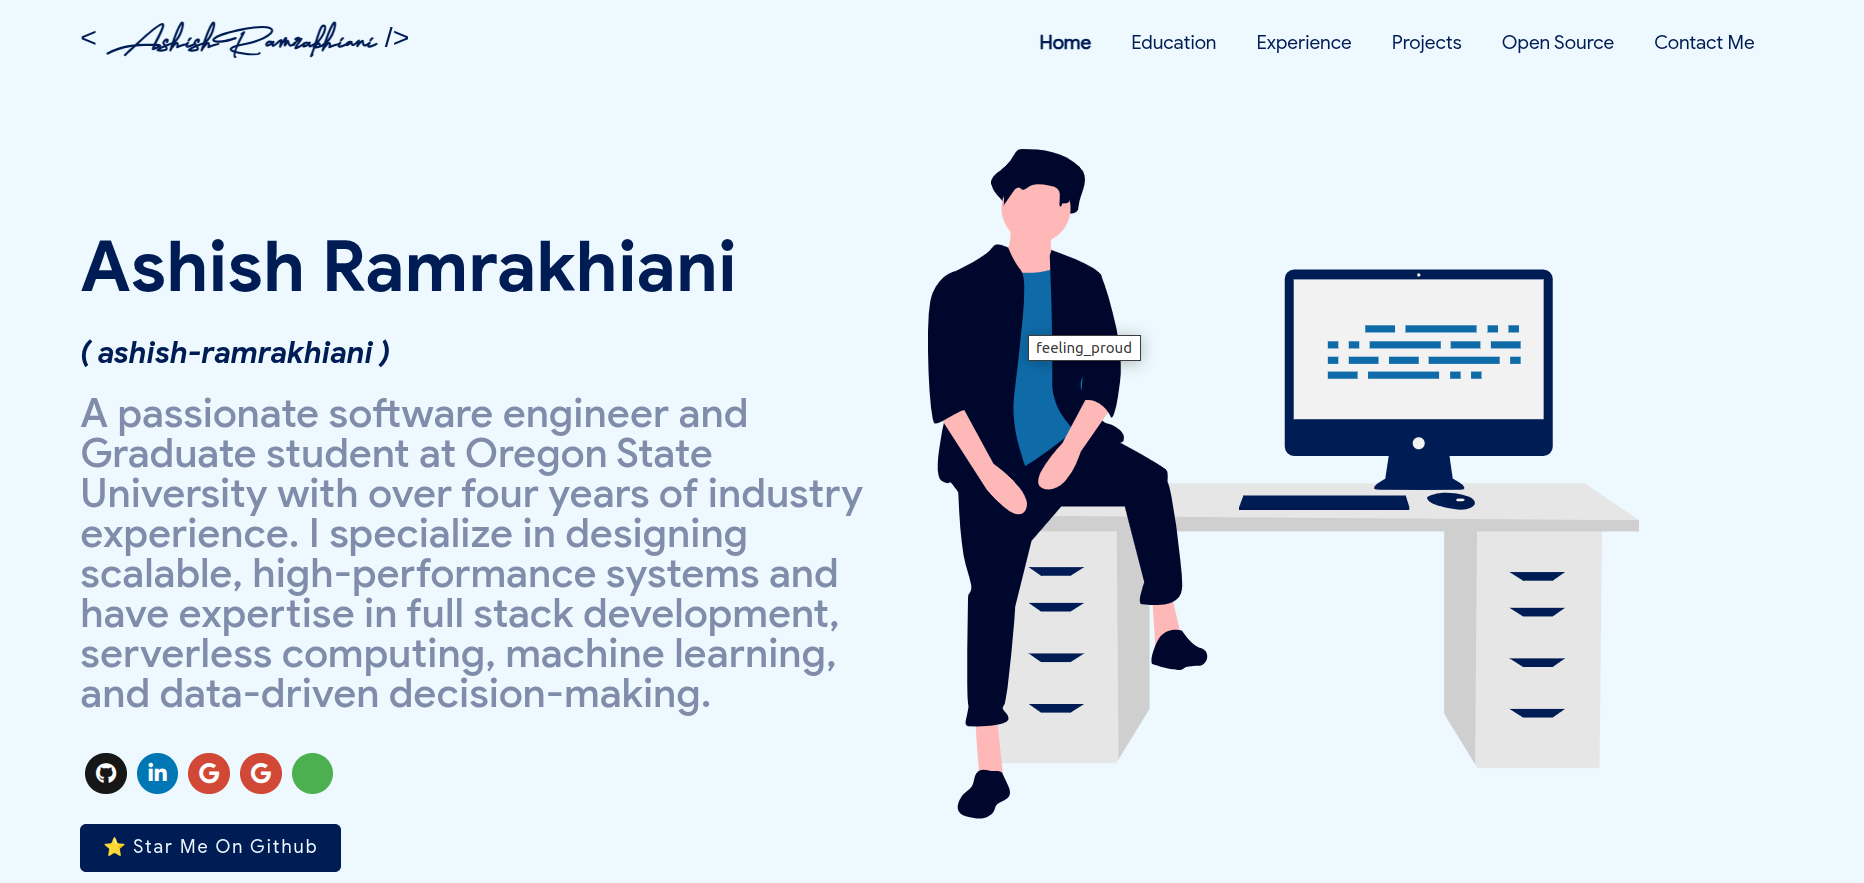 < Ashish Ramrakhiani />
Home Education Experience Projects Open Source Contact Me
Ashish Ramrakhiani
( ashish-ramrakhiani )
feeling_proud
A passionate software engineer and
Graduate student at Oregon State
University with over four years of industry
experience. I specialize in designing
scalable, high-performance systems and
have expertise in full stack development,
serverless computing, machine learning,
and data-driven decision-making.
in
G
G
⭐ Star Me On Github